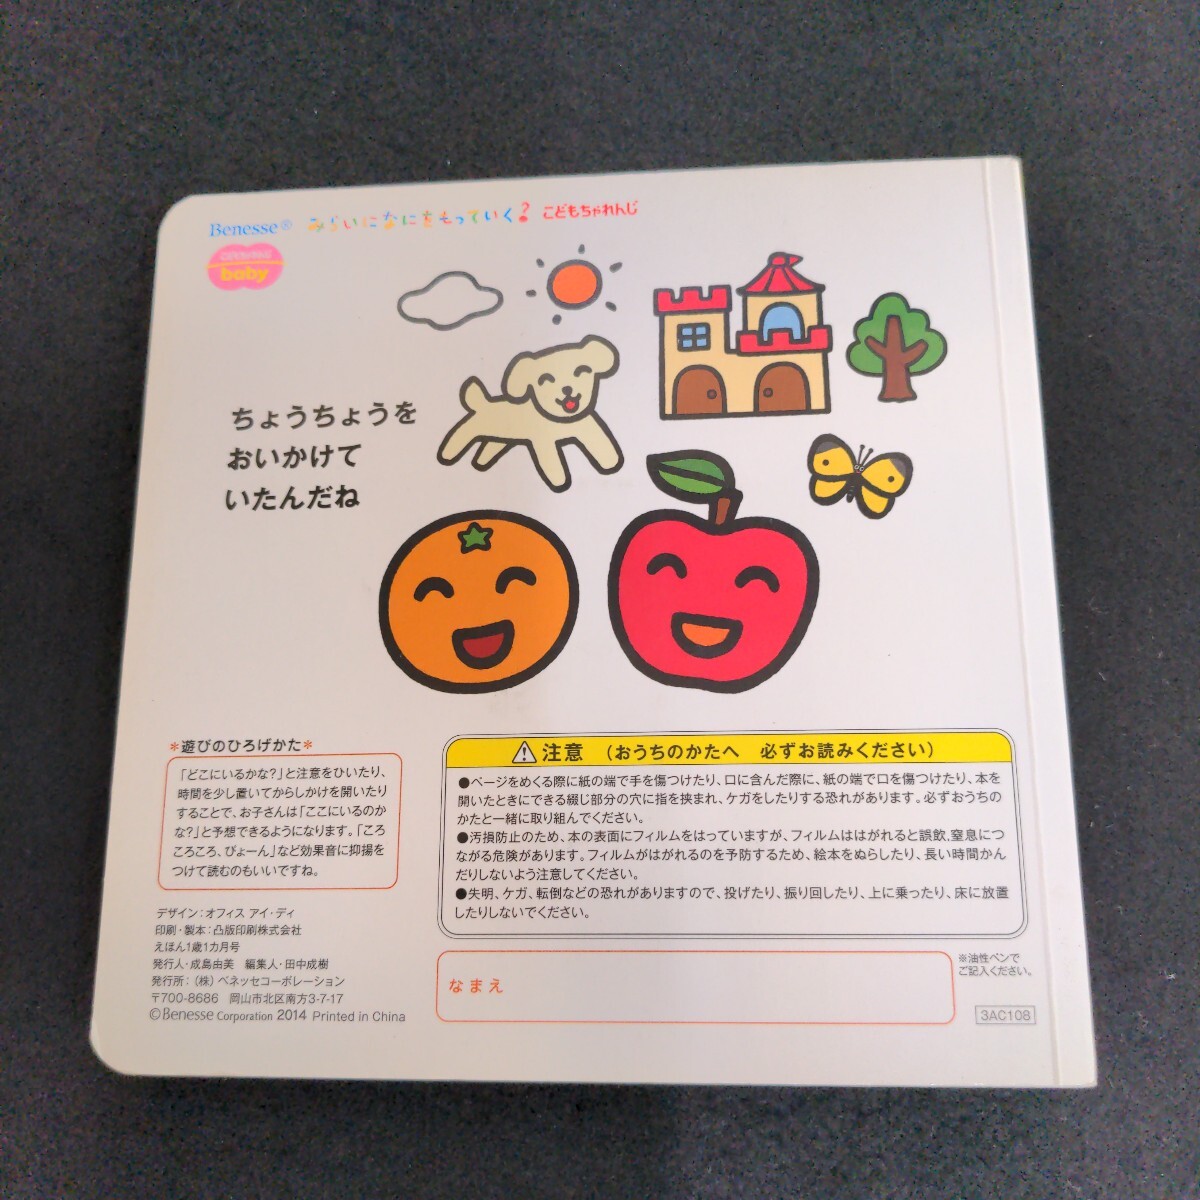 Benesse® みらいになにをもっていく? こどもちゃれんじ
baby
ちょうちょうを
おいかけて
いたんだね
*遊びのひろげかた*
「どこにいるかな?」と注意をひいたり、
時間を少し置いてからしかけを開いたり
することで、お子さんは「ここにいるのか
な?」と予想できるようになります。「ころ
ころころ、ぴょーん」など効果音に抑揚を
つけて読むのもいいですね。
デザイン：オフィス アイ・ディ
印刷・製本：凸版印刷株式会社
えほん1歳1カ月号
発行人・成島由美 編集人・田中成樹
発行所：（株）ベネッセコーポレーション
〒700-8686 岡山市北区南方3-7-17
©Benesse Corporation 2014 Printed in China
注意 （おうちのかたへ 必ずお読みください）
●ページをめくる際に紙の端で手を傷つけたり、口に含んだ際に、紙の端で口を傷つけたり、本を
開いたときにできる綴じ部分の穴に指を挟まれ、ケガをしたりする恐れがあります。必ずおうちの
かたと一緒に取り組んでください。
●汚損防止のため、本の表面にフィルムをはっていますが、フィルムははがれると誤飲、窒息につ
ながる危険があります。フィルムがはがれるのを予防するため、絵本をぬらしたり、長い時間かん
だりしないよう注意してください。
●失明、ケガ、転倒などの恐れがありますので、投げたり、振り回したり、上に乗ったり、床に放置
したりしないでください。
なまえ
※油性ペンで
ご記入ください。
3AC108